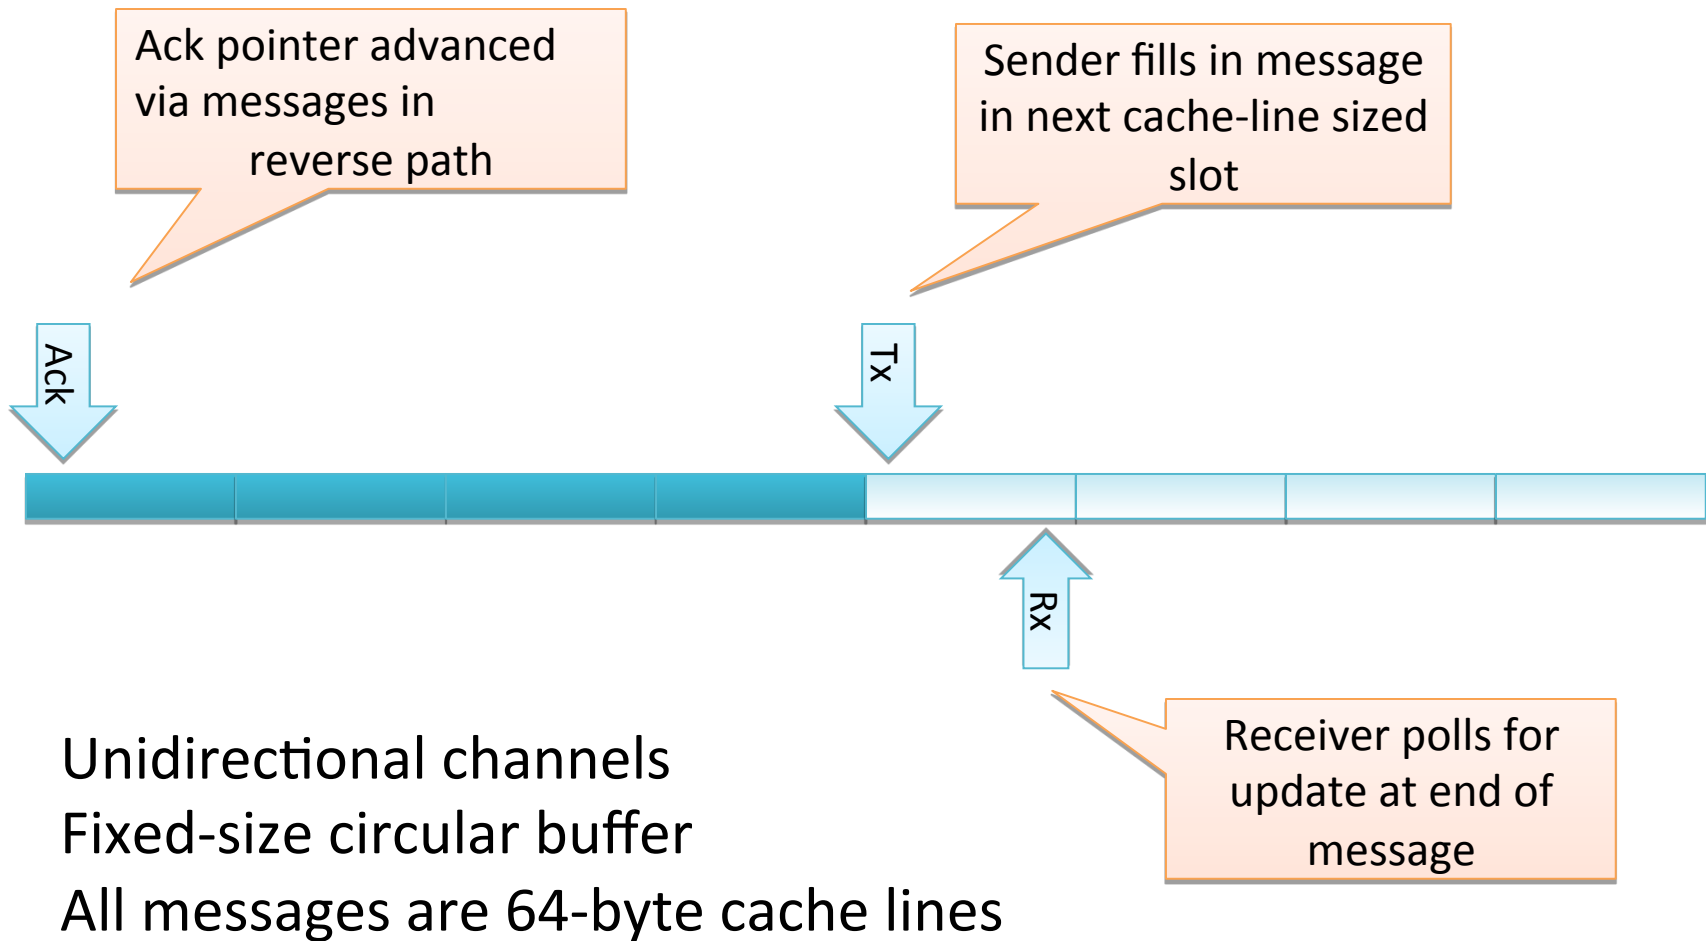 Ack pointer advanced
via messages in
reverse path
Sender fills in message
in next cache-line sized
slot
Ack
Tx
Rx
Receiver polls for
update at end of
message
Unidirectional channels
Fixed-size circular buffer
All messages are 64-byte cache lines